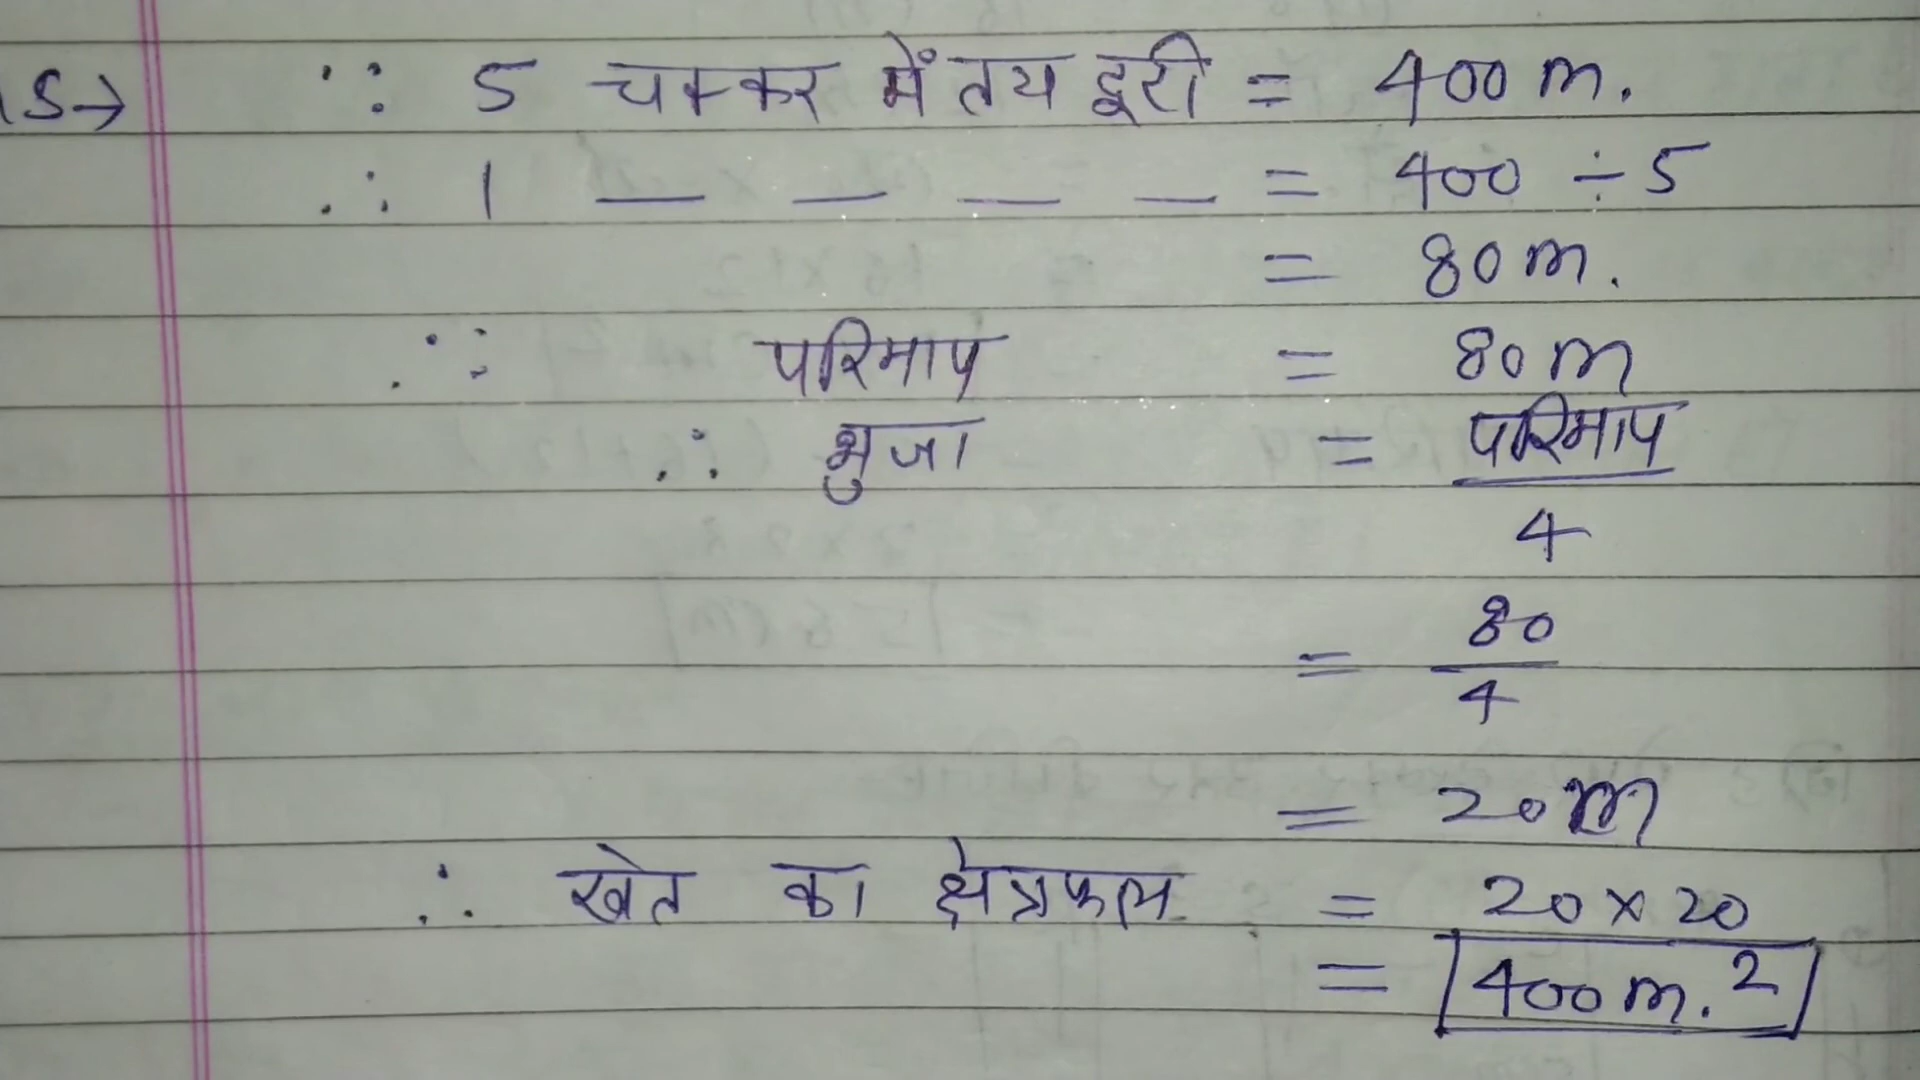 15→ ∵ 5 चक्कर में तय दूरी = 400 m.
∴ 1 — — — — = 400 ÷ 5
= 80 m.
∵ परिमाप = 80 m
∴ भुजा = परिमाप
4
= 80
4
= 20 m
∴ खेत का क्षेत्रफल = 20 × 20
= 400 m.²